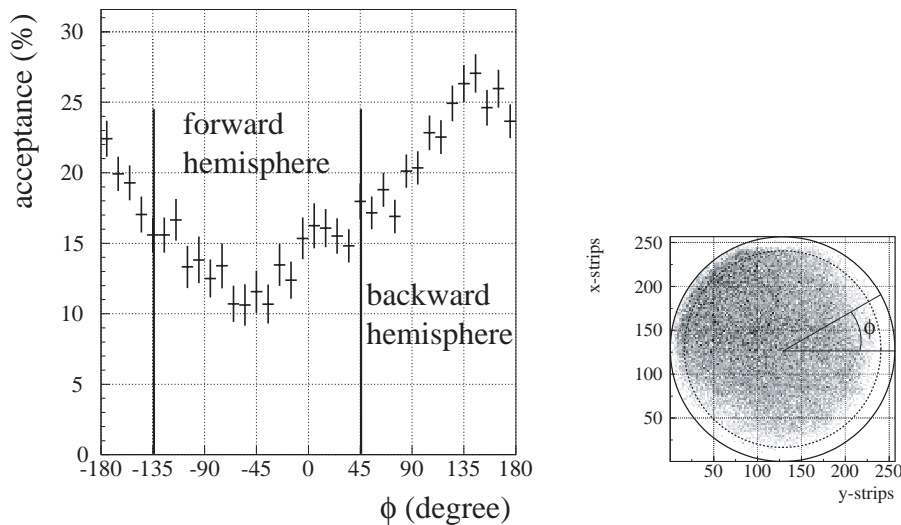 acceptance (%)
30
25
20
15
10
5
0
forward
hemisphere
backward
hemisphere
-180 -135 -90 -45 0 45 90 135 180
ϕ (degree)
x-strips
250
200
150
100
50
ϕ
50 100 150 200 250
y-strips